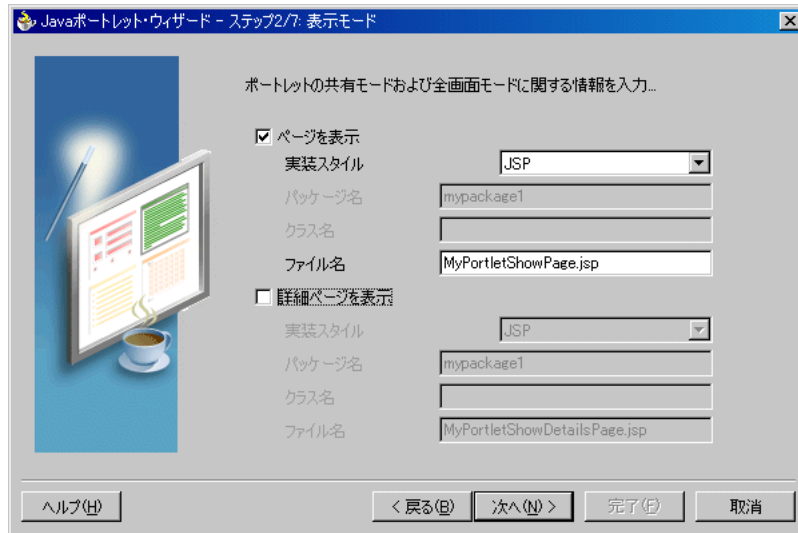 Javaポートレット・ウィザード - ステップ2/7: 表示モード
ポートレットの共有モードおよび全画面モードに関する情報を入力...
ページを表示
実装スタイル JSP
パッケージ名 mypackage1
クラス名
ファイル名 MyPortletShowPage.jsp
詳細ページを表示
実装スタイル JSP
パッケージ名 mypackage1
クラス名
ファイル名 MyPortletShowDetailsPage.jsp
ヘルプ(H) < 戻る(B) 次へ(N) > 完了(F) 取消